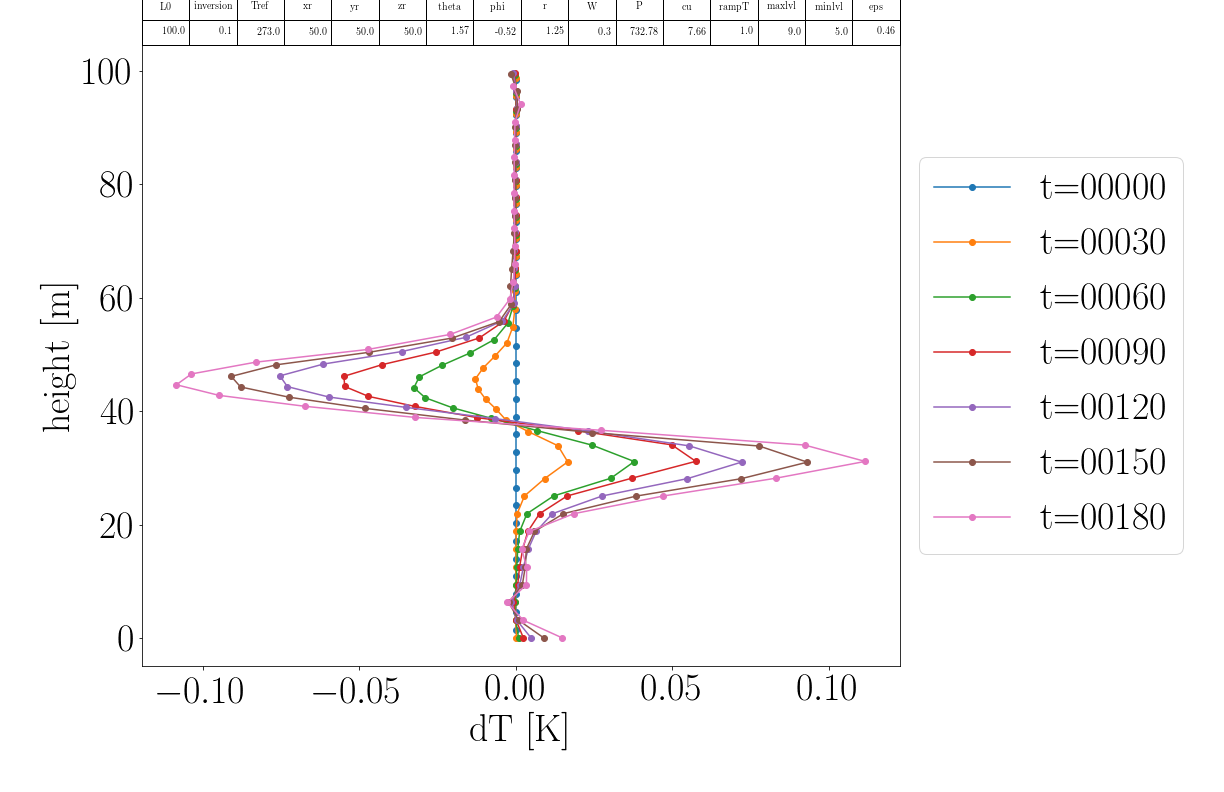 L0 inversion Tref xr yr zr theta phi r W P cu rampT maxlvl minlvl eps
100.0 0.1 273.0 50.0 50.0 50.0 1.57 -0.52 1.25 0.3 732.78 7.66 1.0 9.0 5.0 0.46
100
80
60
40
20
0
height [m]
−0.10 −0.05 0.00 0.05 0.10
dT [K]
t=00000
t=00030
t=00060
t=00090
t=00120
t=00150
t=00180